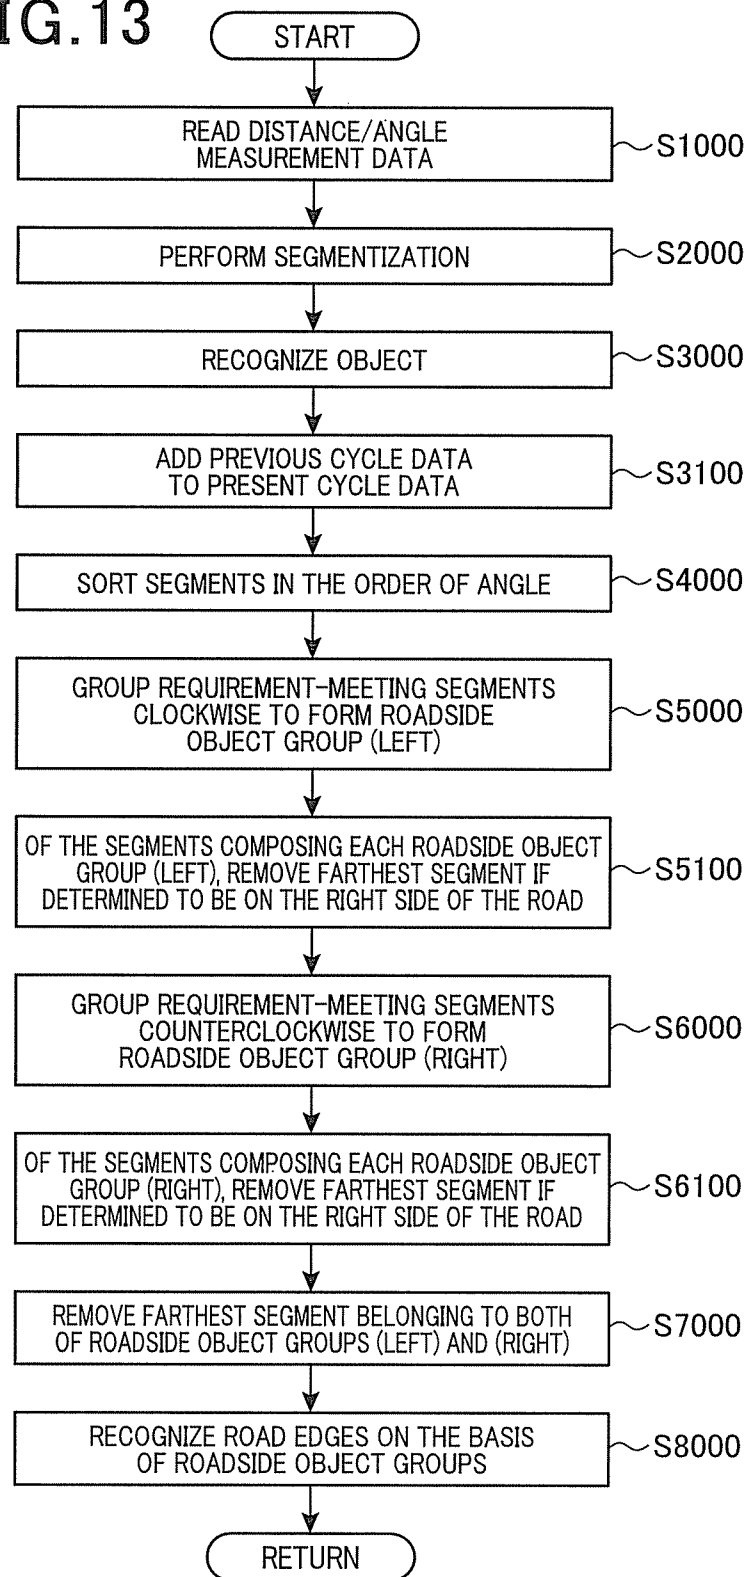 IG.13
START
READ DISTANCE/ANGLE
MEASUREMENT DATA
S1000
PERFORM SEGMENTIZATION
S2000
RECOGNIZE OBJECT
S3000
ADD PREVIOUS CYCLE DATA
TO PRESENT CYCLE DATA
S3100
SORT SEGMENTS IN THE ORDER OF ANGLE
S4000
GROUP REQUIREMENT-MEETING SEGMENTS
CLOCKWISE TO FORM ROADSIDE
OBJECT GROUP (LEFT)
S5000
OF THE SEGMENTS COMPOSING EACH ROADSIDE OBJECT
GROUP (LEFT), REMOVE FARTHEST SEGMENT IF
DETERMINED TO BE ON THE RIGHT SIDE OF THE ROAD
S5100
GROUP REQUIREMENT-MEETING SEGMENTS
COUNTERCLOCKWISE TO FORM
ROADSIDE OBJECT GROUP (RIGHT)
S6000
OF THE SEGMENTS COMPOSING EACH ROADSIDE OBJECT
GROUP (RIGHT), REMOVE FARTHEST SEGMENT IF
DETERMINED TO BE ON THE RIGHT SIDE OF THE ROAD
S6100
REMOVE FARTHEST SEGMENT BELONGING TO BOTH
OF ROADSIDE OBJECT GROUPS (LEFT) AND (RIGHT)
S7000
RECOGNIZE ROAD EDGES ON THE BASIS
OF ROADSIDE OBJECT GROUPS
S8000
RETURN